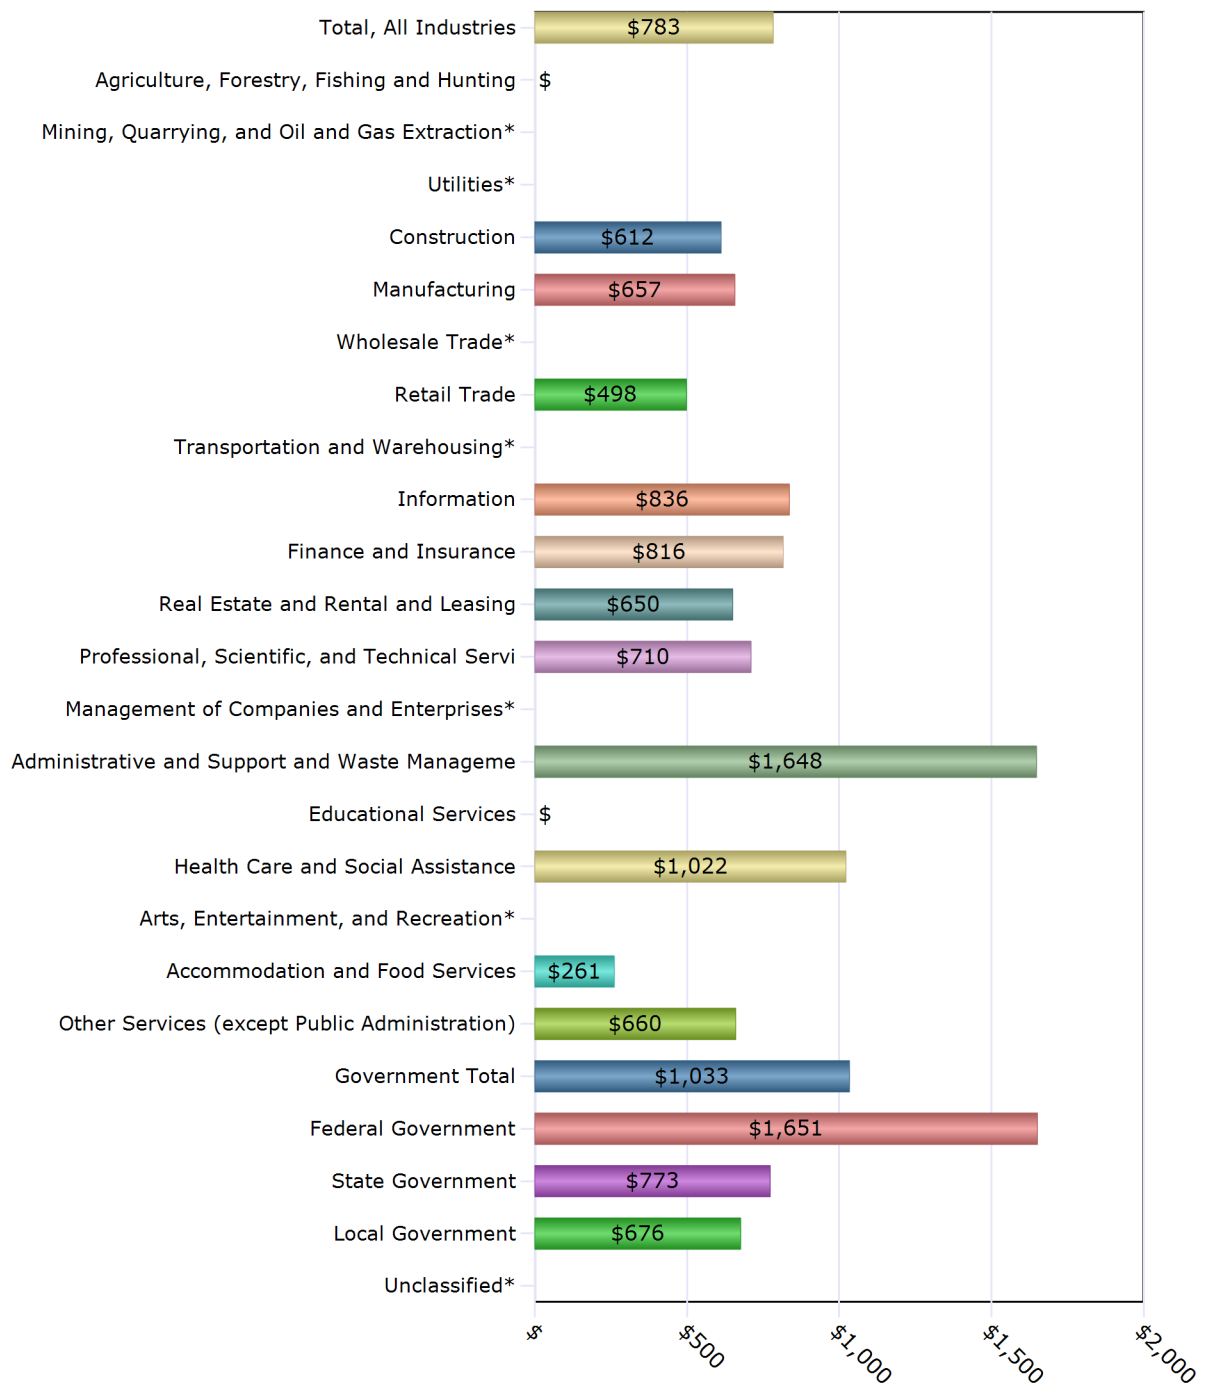 Total, All Industries $783
Agriculture, Forestry, Fishing and Hunting $
Mining, Quarrying, and Oil and Gas Extraction*
Utilities*
Construction $612
Manufacturing $657
Wholesale Trade*
Retail Trade $498
Transportation and Warehousing*
Information $836
Finance and Insurance $816
Real Estate and Rental and Leasing $650
Professional, Scientific, and Technical Servi $710
Management of Companies and Enterprises*
Administrative and Support and Waste Manageme $1,648
Educational Services $
Health Care and Social Assistance $1,022
Arts, Entertainment, and Recreation*
Accommodation and Food Services $261
Other Services (except Public Administration) $660
Government Total $1,033
Federal Government $1,651
State Government $773
Local Government $676
Unclassified*
$ $500 $1,000 $1,500 $2,000